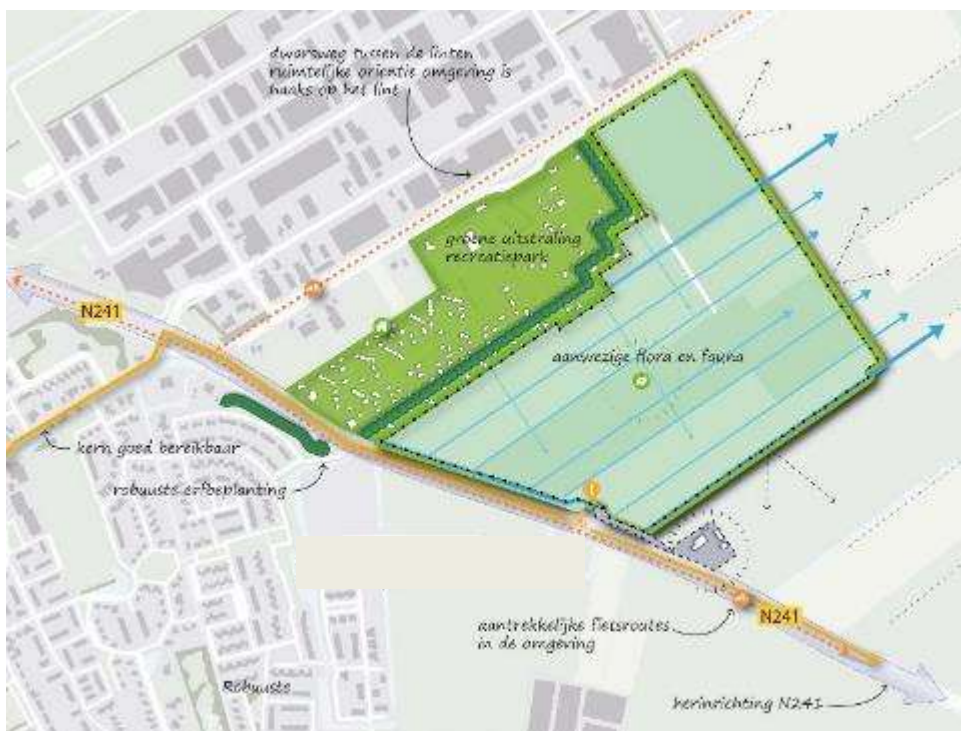 dwarsweg tussen de linten
ruimtelijke orientie omgeving is
haaks op het lint
groene uitstraling
recreatiepark
N241
aanwezige flora en fauna
kern goed bereikbaar
robuuste erfbeplanting
N241
aantrekkelijke fietsroutes
in de omgeving
Robuuste
herinrichting N241